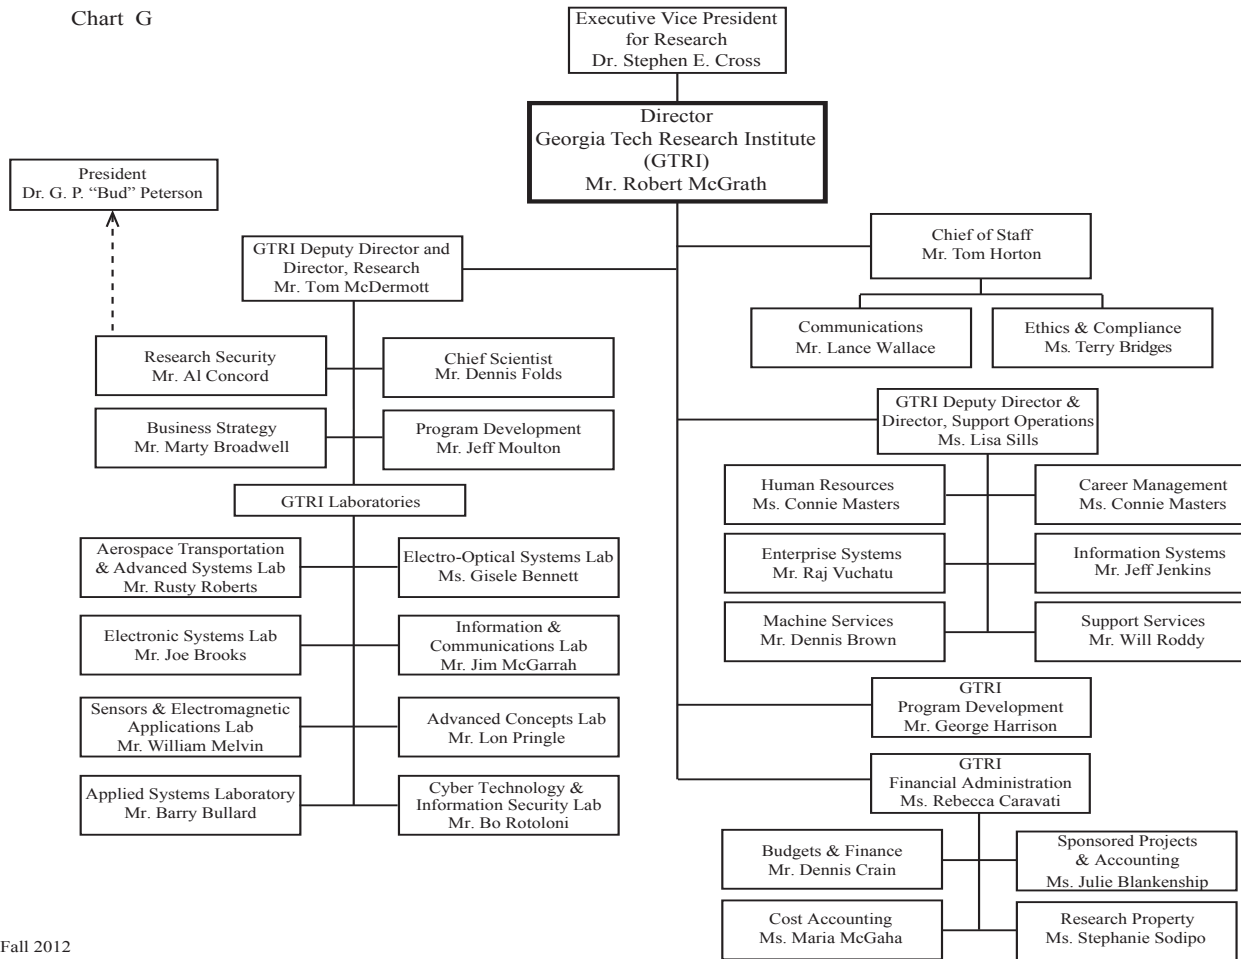 Chart G
Executive Vice President
for Research
Dr. Stephen E. Cross
Director
Georgia Tech Research Institute
(GTRI)
Mr. Robert McGrath
President
Dr. G. P. “Bud” Peterson
GTRI Deputy Director and
Director, Research
Mr. Tom McDermott
Chief of Staff
Mr. Tom Horton
Communications
Mr. Lance Wallace
Ethics & Compliance
Ms. Terry Bridges
Research Security
Mr. Al Concord
Chief Scientist
Mr. Dennis Folds
Business Strategy
Mr. Marty Broadwell
Program Development
Mr. Jeff Moulton
GTRI Laboratories
Aerospace Transportation
& Advanced Systems Lab
Mr. Rusty Roberts
Electro-Optical Systems Lab
Ms. Gisele Bennett
Electronic Systems Lab
Mr. Joe Brooks
Information &
Communications Lab
Mr. Jim McGarrah
Sensors & Electromagnetic
Applications Lab
Mr. William Melvin
Advanced Concepts Lab
Mr. Lon Pringle
Applied Systems Laboratory
Mr. Barry Bullard
Cyber Technology &
Information Security Lab
Mr. Bo Rotoloni
GTRI Deputy Director &
Director, Support Operations
Ms. Lisa Sills
Human Resources
Ms. Connie Masters
Career Management
Ms. Connie Masters
Enterprise Systems
Mr. Raj Vuchatu
Information Systems
Mr. Jeff Jenkins
Machine Services
Mr. Dennis Brown
Support Services
Mr. Will Roddy
GTRI
Program Development
Mr. George Harrison
GTRI
Financial Administration
Ms. Rebecca Caravati
Budgets & Finance
Mr. Dennis Crain
Sponsored Projects
& Accounting
Ms. Julie Blankenship
Cost Accounting
Ms. Maria McGaha
Research Property
Ms. Stephanie Sodipo
Fall 2012